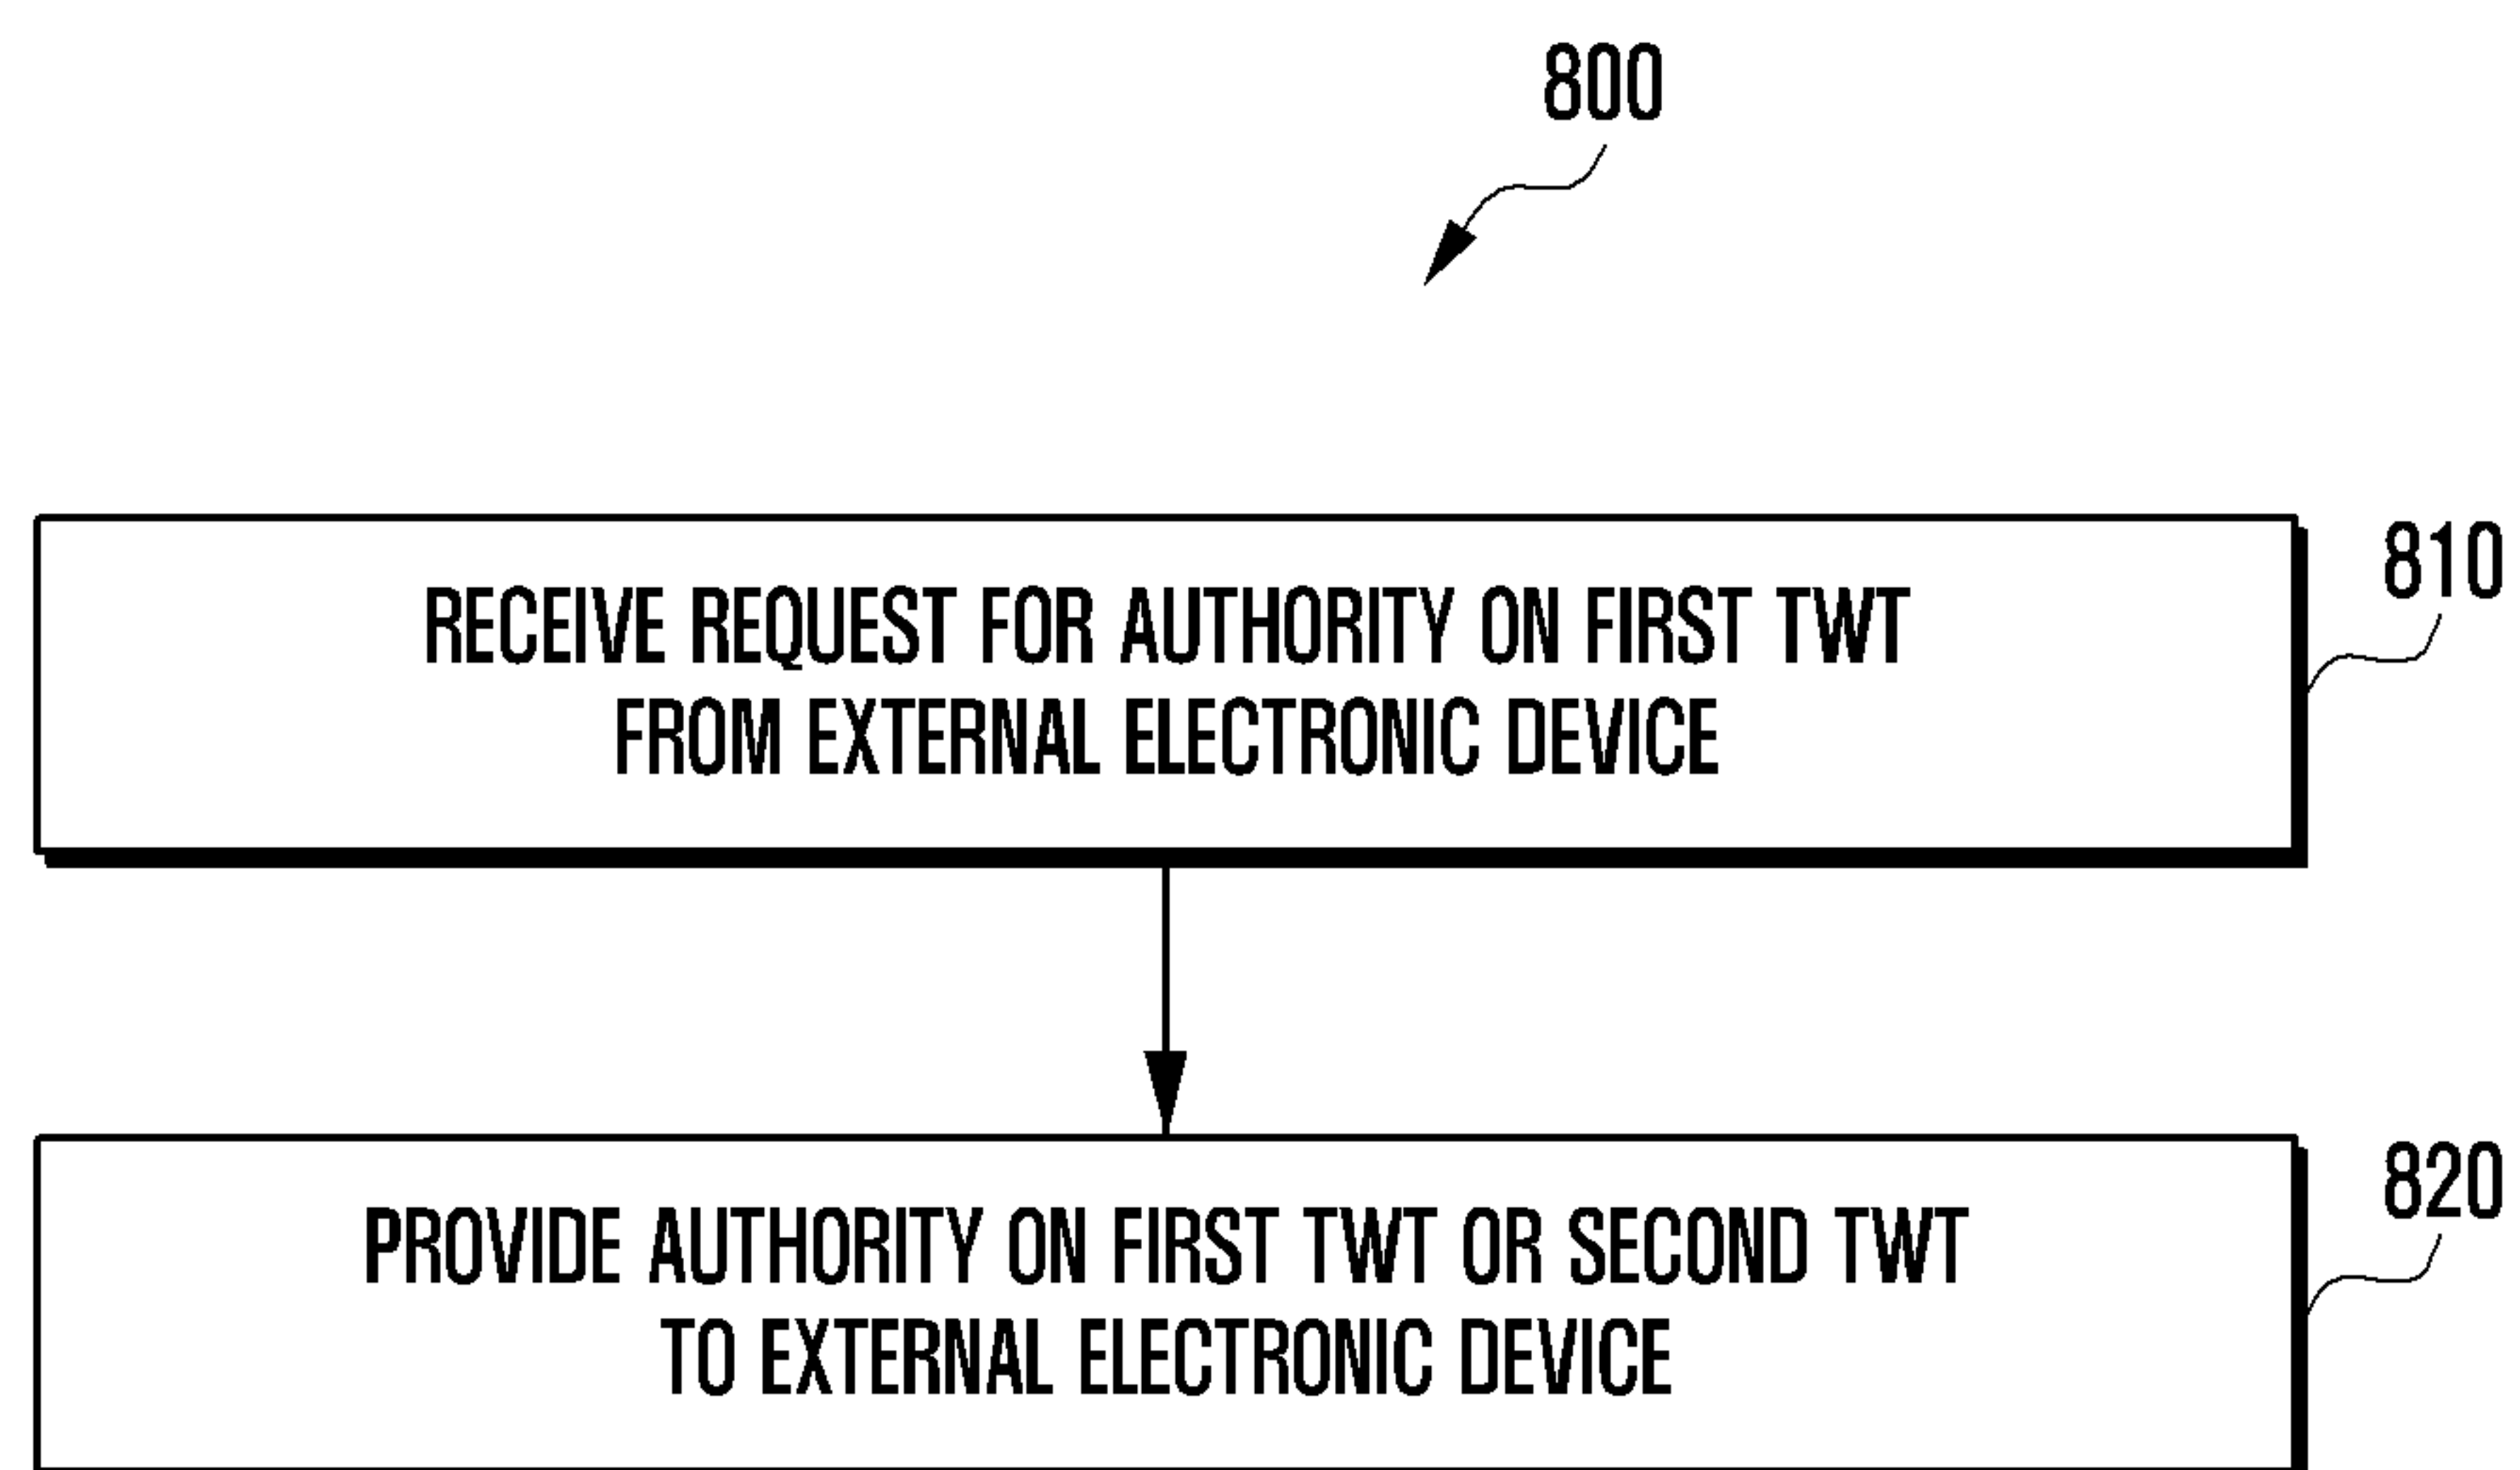 800
RECEIVE REQUEST FOR AUTHORITY ON FIRST TWT
FROM EXTERNAL ELECTRONIC DEVICE
810
PROVIDE AUTHORITY ON FIRST TWT OR SECOND TWT
TO EXTERNAL ELECTRONIC DEVICE
820